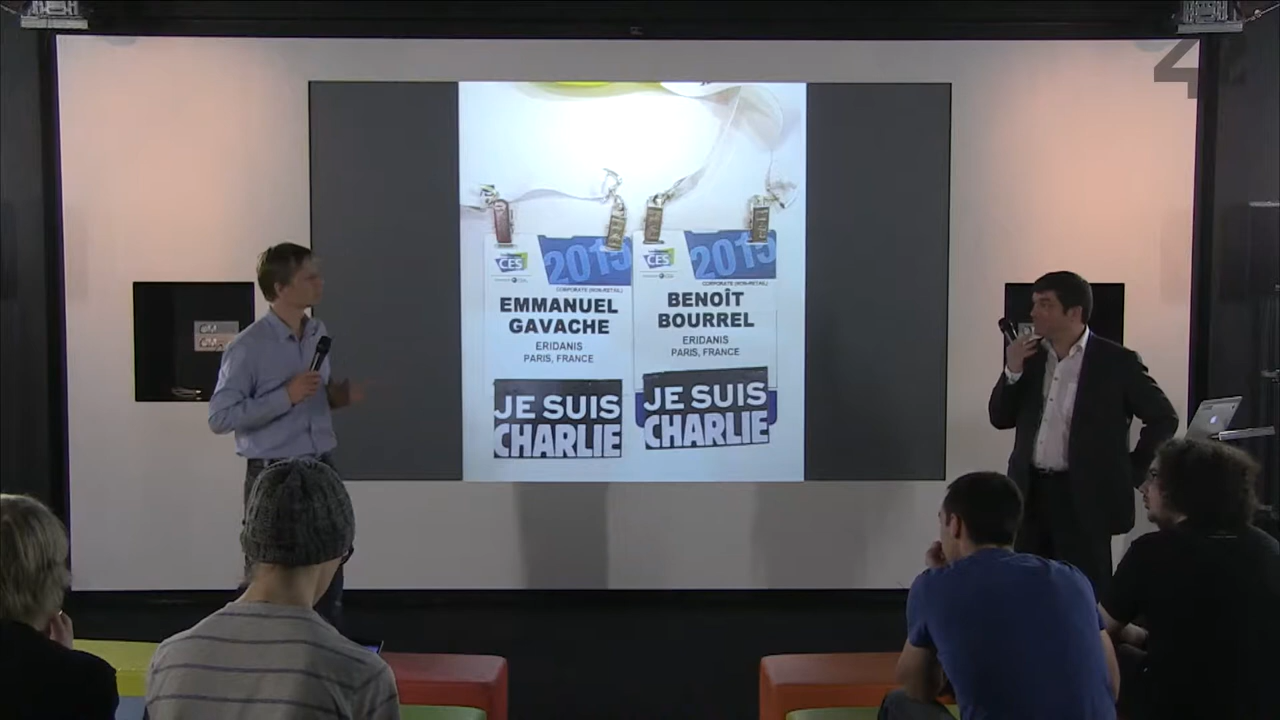 4
CES
2015
CORPORATE (NON-RETAIL)
EMMANUEL
GAVACHE
ERIDANIS
PARIS, FRANCE
JE SUIS
CHARLIE
CES
2015
CORPORATE (NON-RETAIL)
BENOÎT
BOURREL
ERIDANIS
PARIS, FRANCE
JE SUIS
CHARLIE